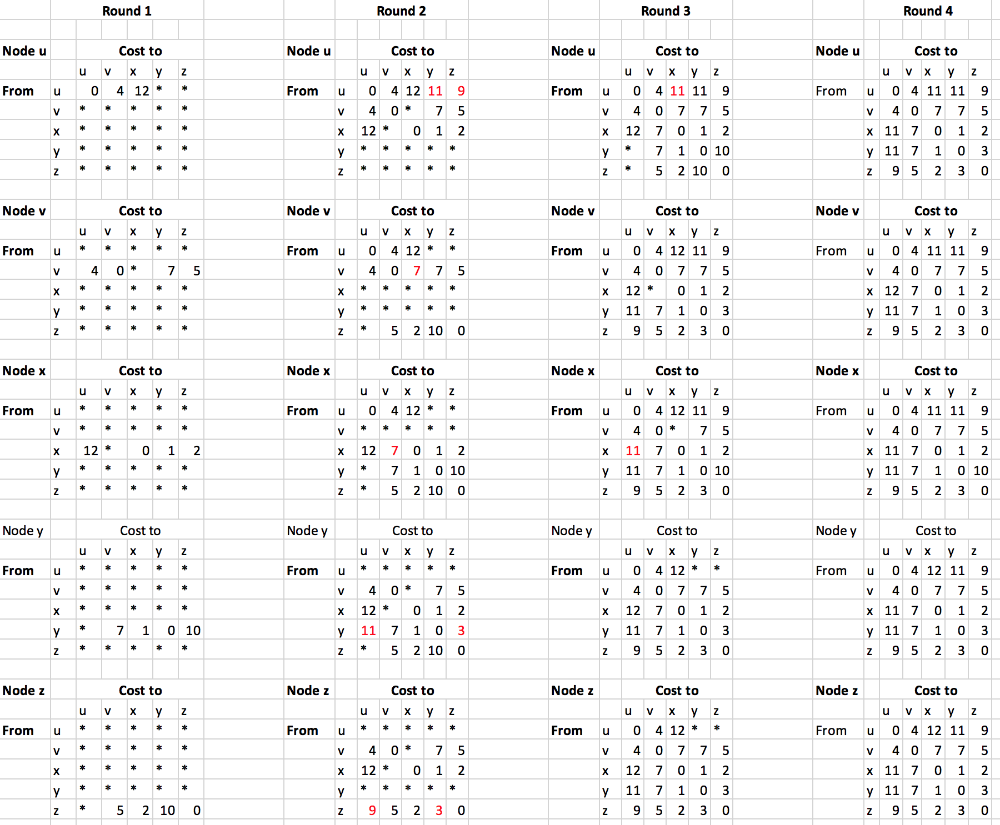 Round 1 Round 2 Round 3 Round 4
Node u Cost to Node u Cost to Node u Cost to Node u Cost to
u v x y z u v x y z u v x y z u v x y z
From u 0 4 12 * * From u 0 4 12 11 9 From u 0 4 11 11 9 From u 0 4 11 11 9
v * * * * * v 4 0 * 7 5 v 4 0 7 7 5 v 4 0 7 7 5
x * * * * * x 12 * 0 1 2 x 12 7 0 1 2 x 11 7 0 1 2
y * * * * * y * * * * * y * 7 1 0 10 y 11 7 1 0 3
z * * * * * z * * * * * z * 5 2 10 0 z 9 5 2 3 0
Node v Cost to Node v Cost to Node v Cost to Node v Cost to
u v x y z u v x y z u v x y z u v x y z
From u * * * * * From u 0 4 12 * * From u 0 4 12 11 9 From u 0 4 11 11 9
v 4 0 * 7 5 v 4 0 7 7 5 v 4 0 7 7 5 v 4 0 7 7 5
x * * * * * x * * * * * x 12 * 0 1 2 x 12 7 0 1 2
y * * * * * y * * * * * y 11 7 1 0 3 y 11 7 1 0 3
z * * * * * z * 5 2 10 0 z 9 5 2 3 0 z 9 5 2 3 0
Node x Cost to Node x Cost to Node x Cost to Node x Cost to
u v x y z u v x y z u v x y z u v x y z
From u * * * * * From u 0 4 12 * * From u 0 4 12 11 9 From u 0 4 11 11 9
v * * * * * v * * * * * v 4 0 * 7 5 v 4 0 7 7 5
x 12 * 0 1 2 x 12 7 0 1 2 x 11 7 0 1 2 x 11 7 0 1 2
y * * * * * y * 7 1 0 10 y 11 7 1 0 10 y 11 7 1 0 10
z * * * * * z * 5 2 10 0 z 9 5 2 3 0 z 9 5 2 3 0
Node y Cost to Node y Cost to Node y Cost to Node y Cost to
u v x y z u v x y z u v x y z u v x y z
From u * * * * * From u * * * * * From u 0 4 12 * * From u 0 4 12 11 9
v * * * * * v 4 0 * 7 5 v 4 0 7 7 5 v 4 0 7 7 5
x * * * * * x 12 * 0 1 2 x 12 7 0 1 2 x 11 7 0 1 2
y * 7 1 0 10 y 11 7 1 0 3 y 11 7 1 0 3 y 11 7 1 0 3
z * * * * * z * 5 2 10 0 z 9 5 2 3 0 z 9 5 2 3 0
Node z Cost to Node z Cost to Node z Cost to Node z Cost to
u v x y z u v x y z u v x y z u v x y z
From u * * * * * From u * * * * * From u 0 4 12 * * From u 0 4 12 11 9
v * * * * * v 4 0 * 7 5 v 4 0 7 7 5 v 4 0 7 7 5
x * * * * * x 12 * 0 1 2 x 12 7 0 1 2 x 11 7 0 1 2
y * * * * * y * * * * * y 11 7 1 0 3 y 11 7 1 0 3
z * 5 2 10 0 z 9 5 2 3 0 z 9 5 2 3 0 z 9 5 2 3 0